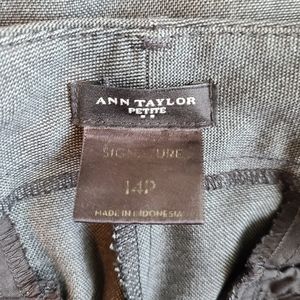 ANN TAYLOR
PETITE
SIGNATURE
14P
MADE IN INDONESIA